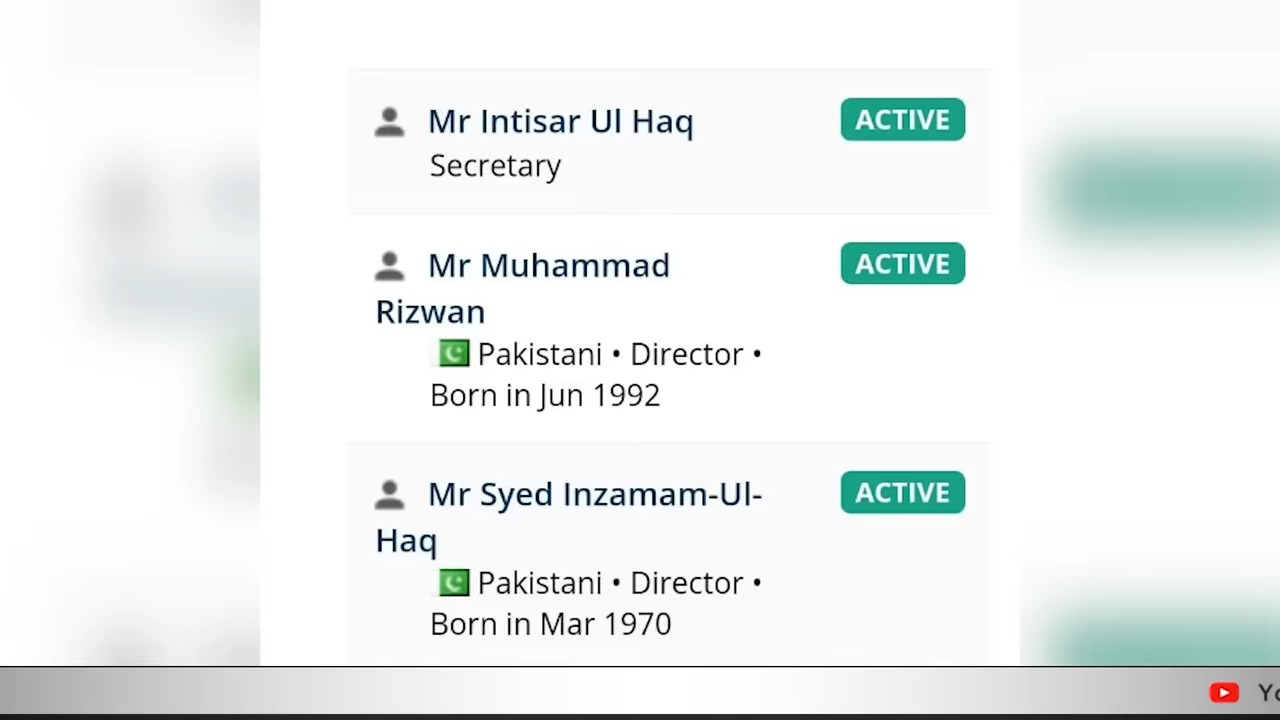 Mr Intisar Ul Haq
ACTIVE
Secretary
Mr Muhammad
ACTIVE
Rizwan
Pakistani • Director •
Born in Jun 1992
Mr Syed Inzamam-Ul-
ACTIVE
Haq
Pakistani • Director •
Born in Mar 1970